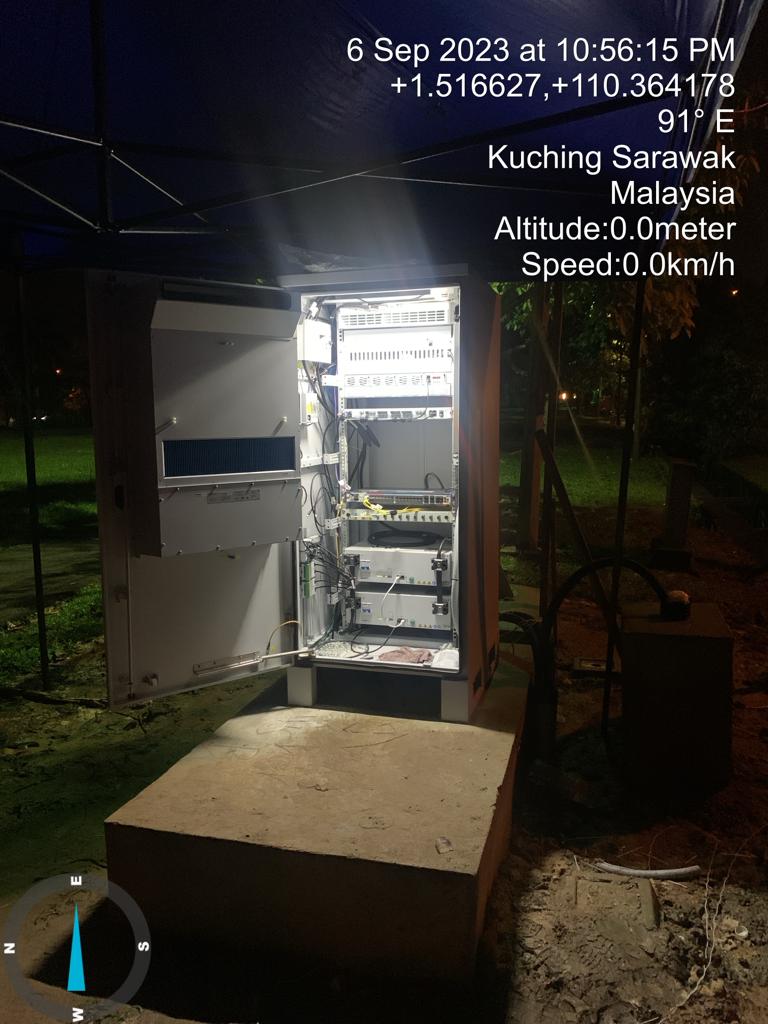 6 Sep 2023 at 10:56:15 PM
+1.516627,+110.364178
91° E
Kuching Sarawak
Malaysia
Altitude:0.0meter
Speed:0.0km/h
E
N
S
W